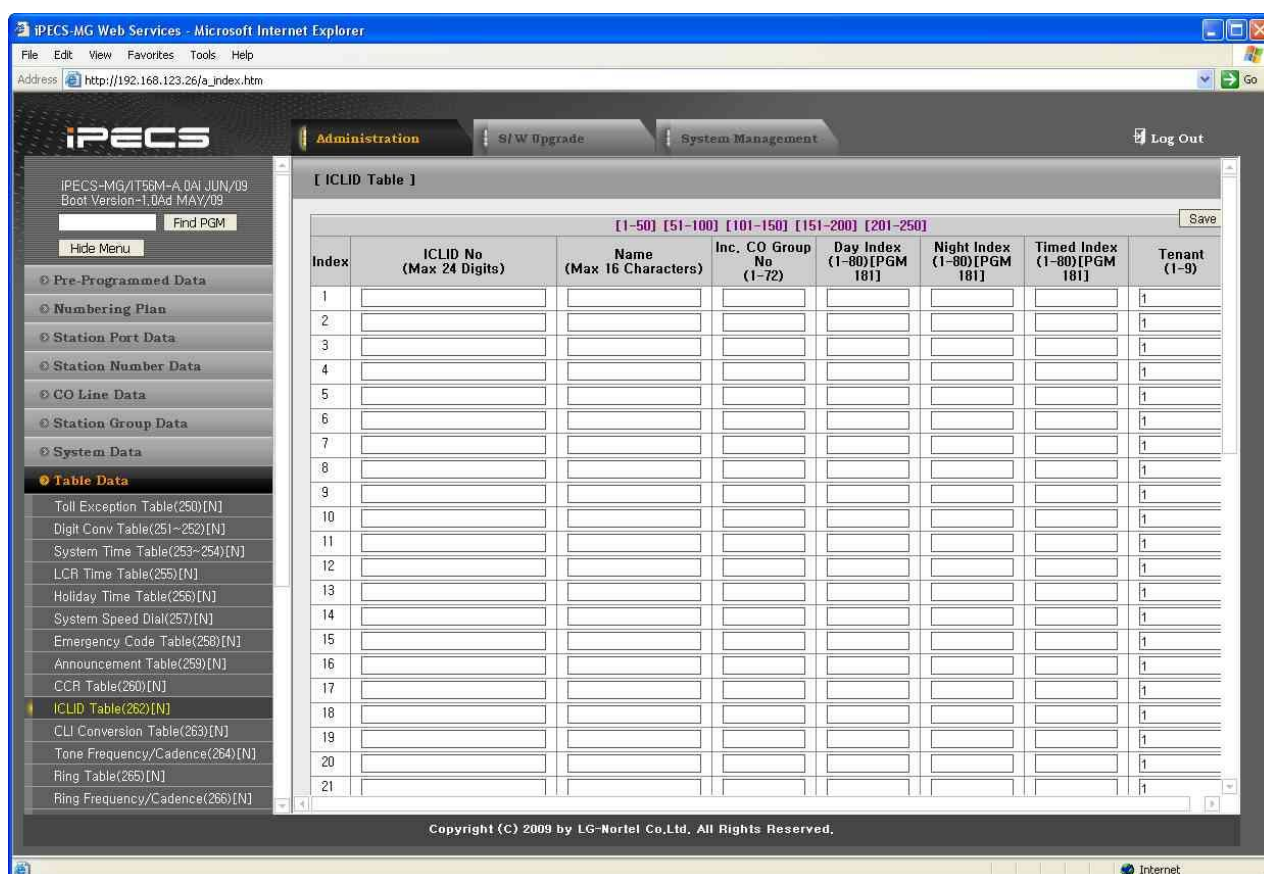 iPECS-MG Web Services - Microsoft Internet Explorer
File Edit View Favorites Tools Help
Address http://192.168.123.26/a_index.htm Go
iPECS
Administration S/W Upgrade System Management Log Out
IPECS-MG/IT56M-A.0Ai JUN/09
Boot Version-1.0Ad MAY/09
Find PGM
Hide Menu
Pre-Programmed Data
Numbering Plan
Station Port Data
Station Number Data
CO Line Data
Station Group Data
System Data
Table Data
Toll Exception Table(250)[N]
Digit Conv Table(251~252)[N]
System Time Table(253~254)[N]
LCR Time Table(255)[N]
Holiday Time Table(256)[N]
System Speed Dial(257)[N]
Emergency Code Table(258)[N]
Announcement Table(259)[N]
CCR Table(260)[N]
ICLID Table(262)[N]
CLI Conversion Table(263)[N]
Tone Frequency/Cadence(264)[N]
Ring Table(265)[N]
Ring Frequency/Cadence(266)[N]
[ ICLID Table ]
Save
[1-50] [51-100] [101-150] [151-200] [201-250]
Index ICLID No (Max 24 Digits) Name (Max 16 Characters) Inc. CO Group No (1-72) Day Index (1-80)[PGM 181] Night Index (1-80)[PGM 181] Timed Index (1-80)[PGM 181] Tenant (1-9)
1 1
2 1
3 1
4 1
5 1
6 1
7 1
8 1
9 1
10 1
11 1
12 1
13 1
14 1
15 1
16 1
17 1
18 1
19 1
20 1
21 1
Copyright (C) 2009 by LG-Nortel Co,Ltd, All Rights Reserved,
Internet